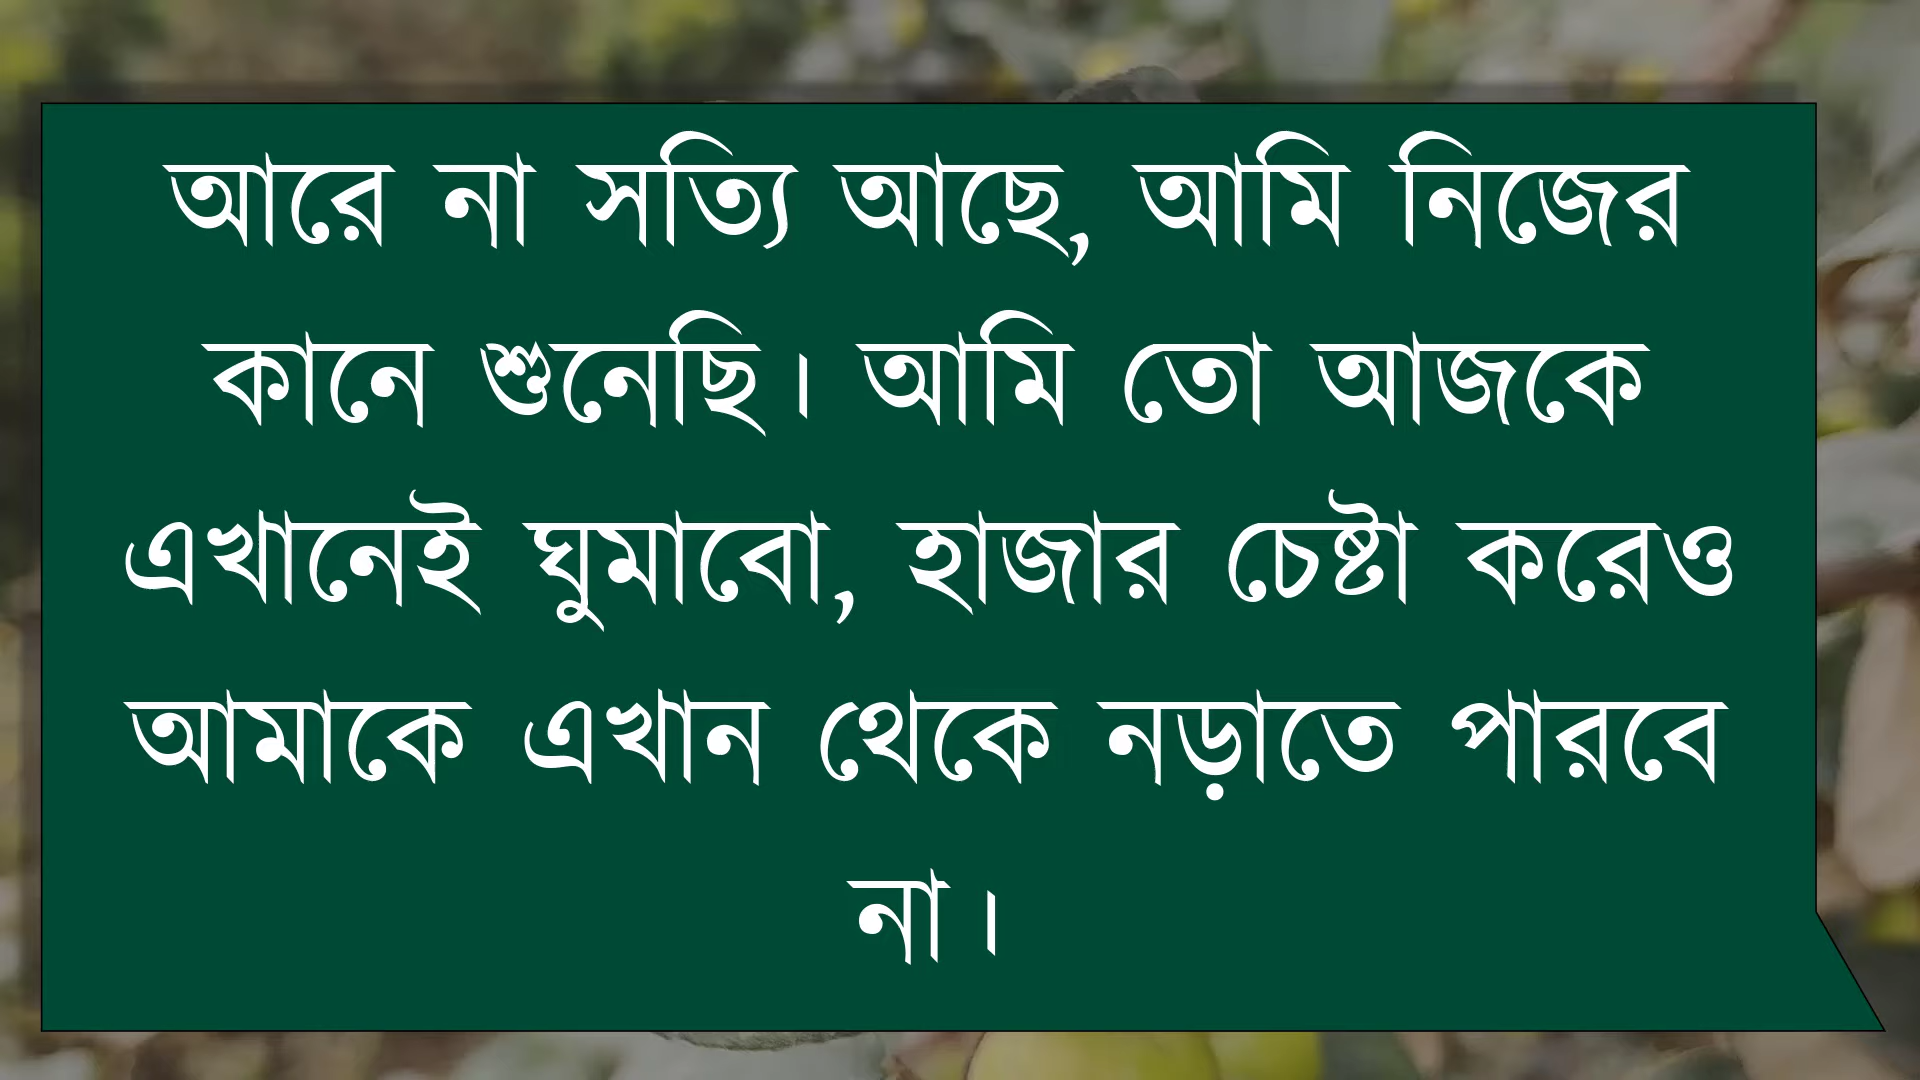 আরে না সত্যি আছে, আমি নিজের
কানে শুনেছি। আমি তো আজকে
এখানেই ঘুমাবো, হাজার চেষ্টা করেও
আমাকে এখান থেকে নড়াতে পারবে
না।